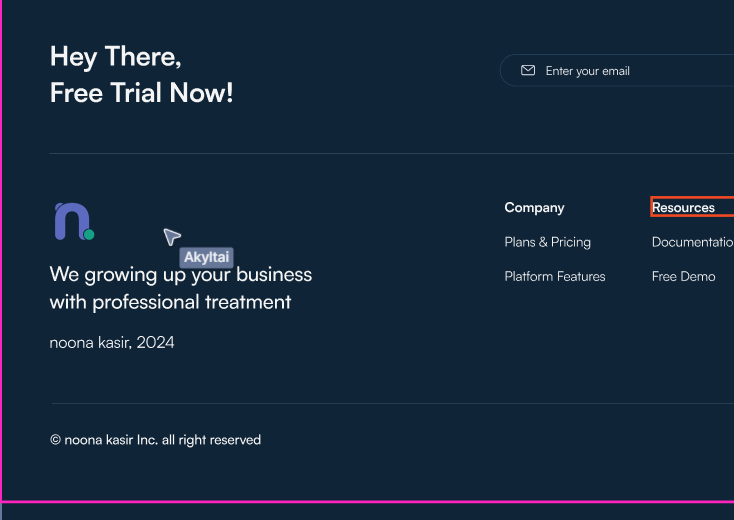 Hey There,
Free Trial Now!
Enter your email
n.
Company
Resources
Akyltai
Plans & Pricing
Documentatio
We growing up your business
with professional treatment
Platform Features
Free Demo
noona kasir, 2024
© noona kasir Inc. all right reserved